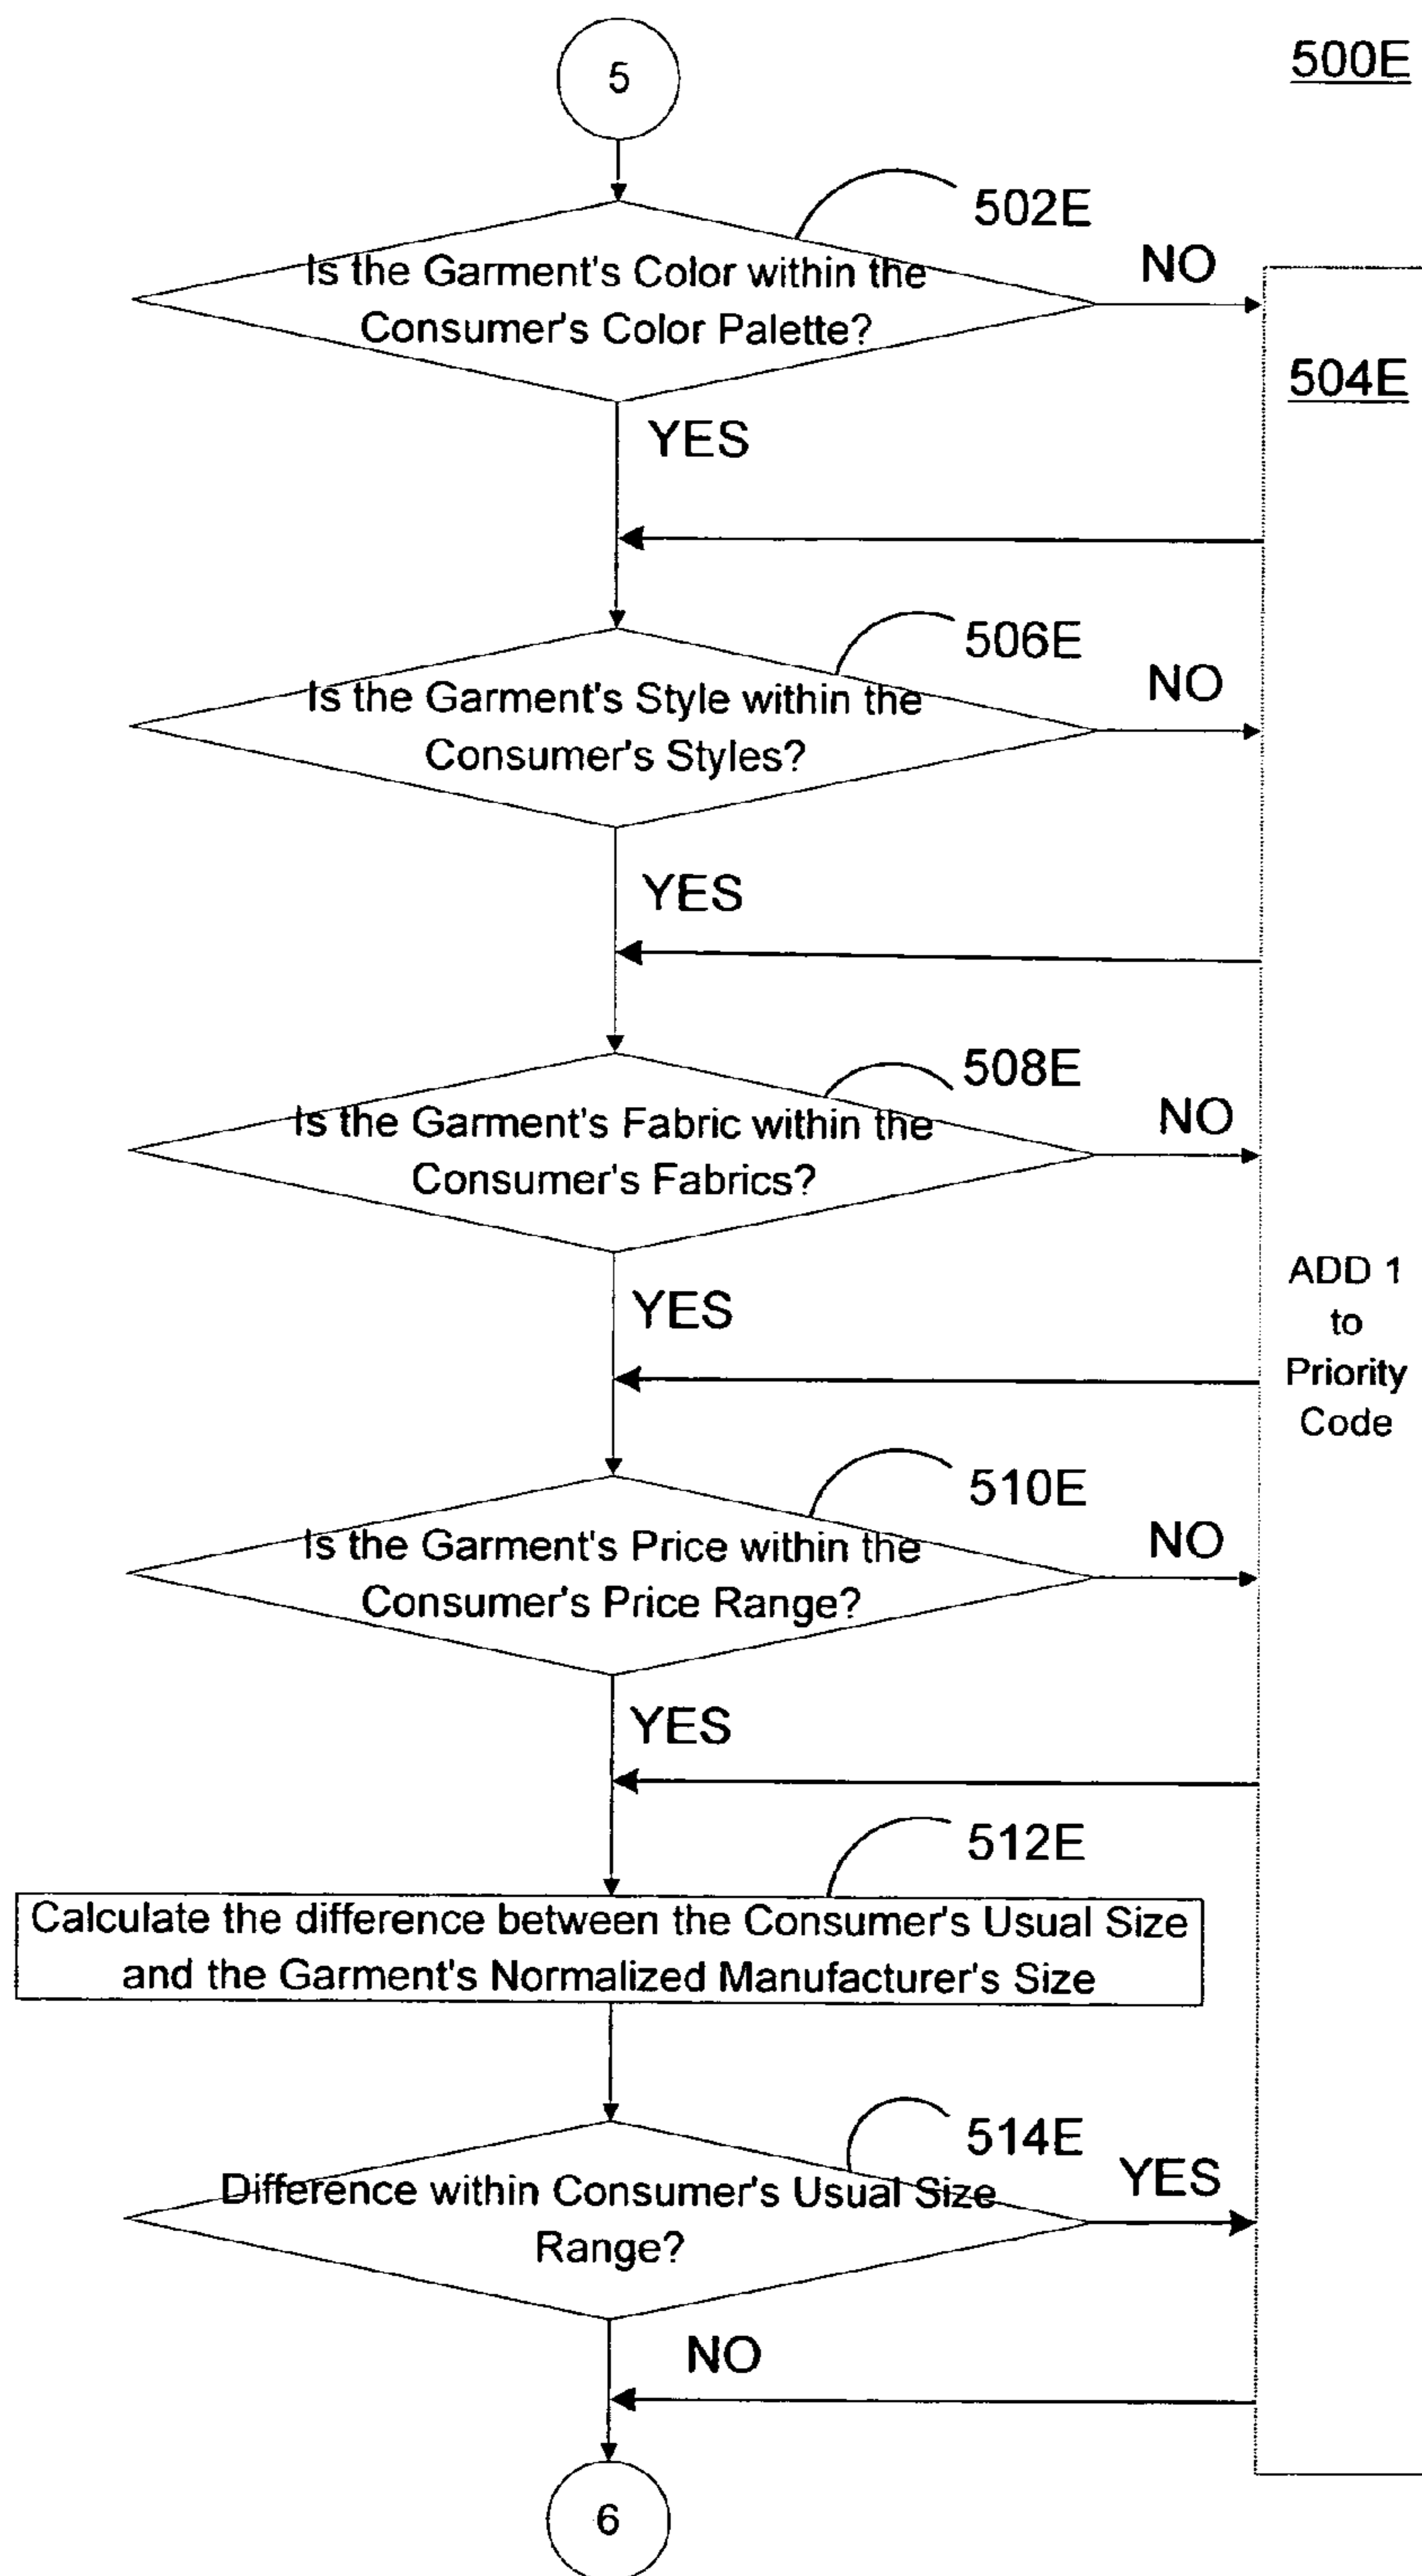 5
500E
502E
Is the Garment's Color within the
Consumer's Color Palette?
NO
504E
YES
506E
Is the Garment's Style within the
Consumer's Styles?
NO
YES
508E
Is the Garment's Fabric within the
Consumer's Fabrics?
NO
YES
ADD 1
to
Priority
Code
510E
Is the Garment's Price within the
Consumer's Price Range?
NO
YES
512E
Calculate the difference between the Consumer's Usual Size
and the Garment's Normalized Manufacturer's Size
514E
Difference within Consumer's Usual Size
Range?
YES
NO
6